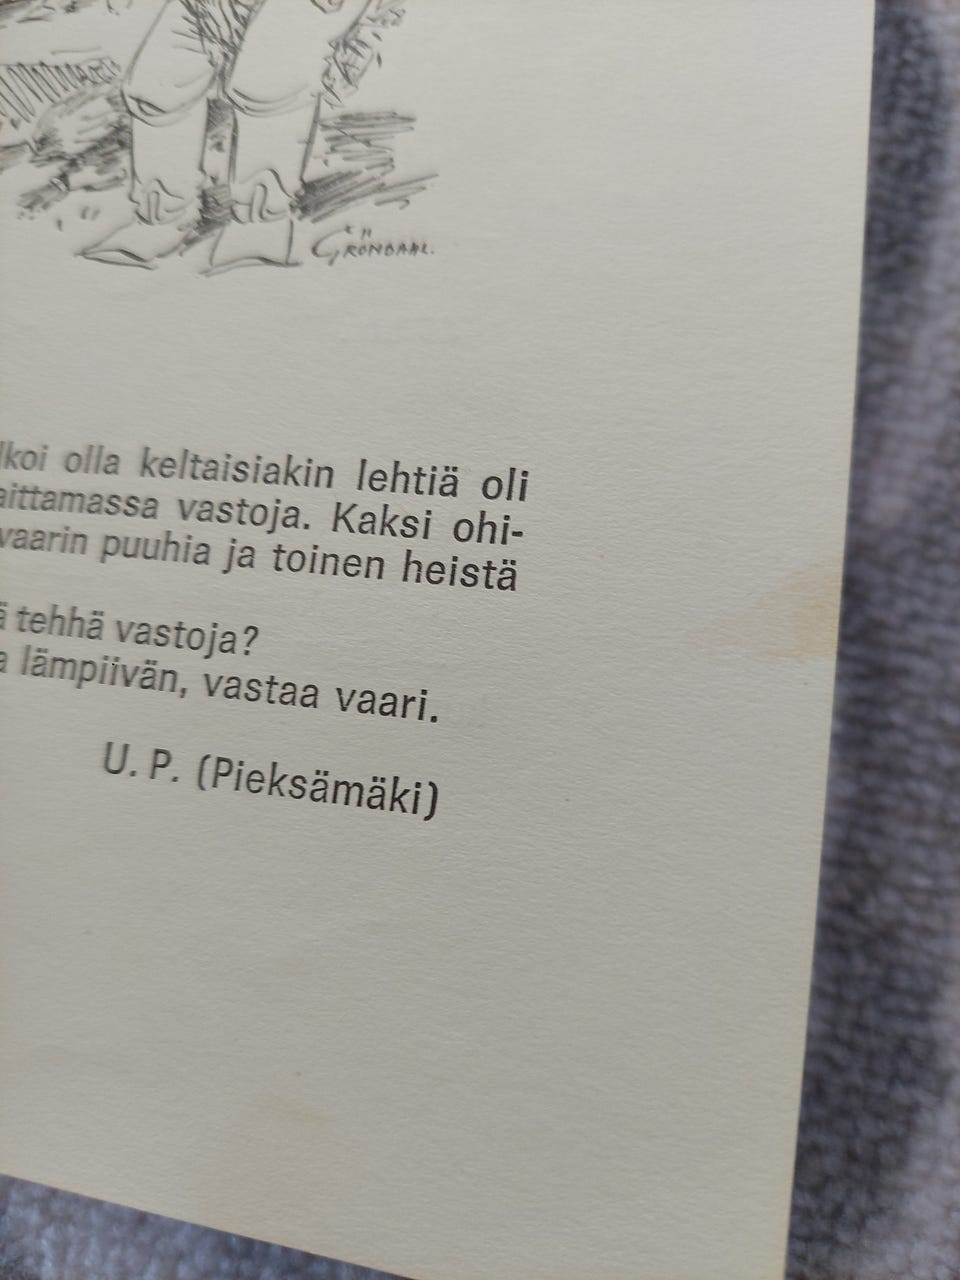 GRÖNDAHL.
lkoi olla keltaisiakin lehtiä oli
aittamassa vastoja. Kaksi ohi-
vaarin puuhia ja toinen heistä
ä tehhä vastoja?
a lämpiivän, vastaa vaari.
U. P. (Pieksämäki)